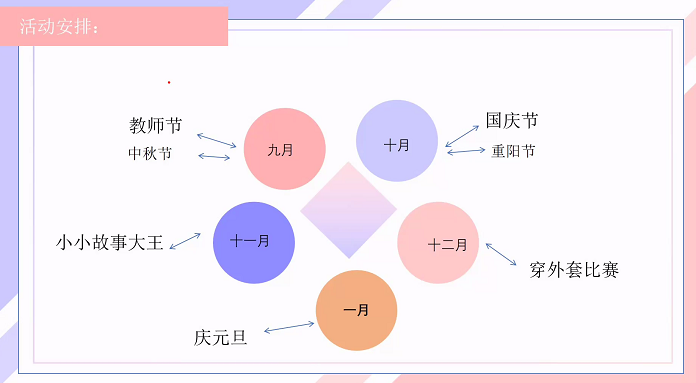 活动安排：
教师节
中秋节
九月
十月
国庆节
重阳节
小小故事大王
十一月
十二月
穿外套比赛
一月
庆元旦